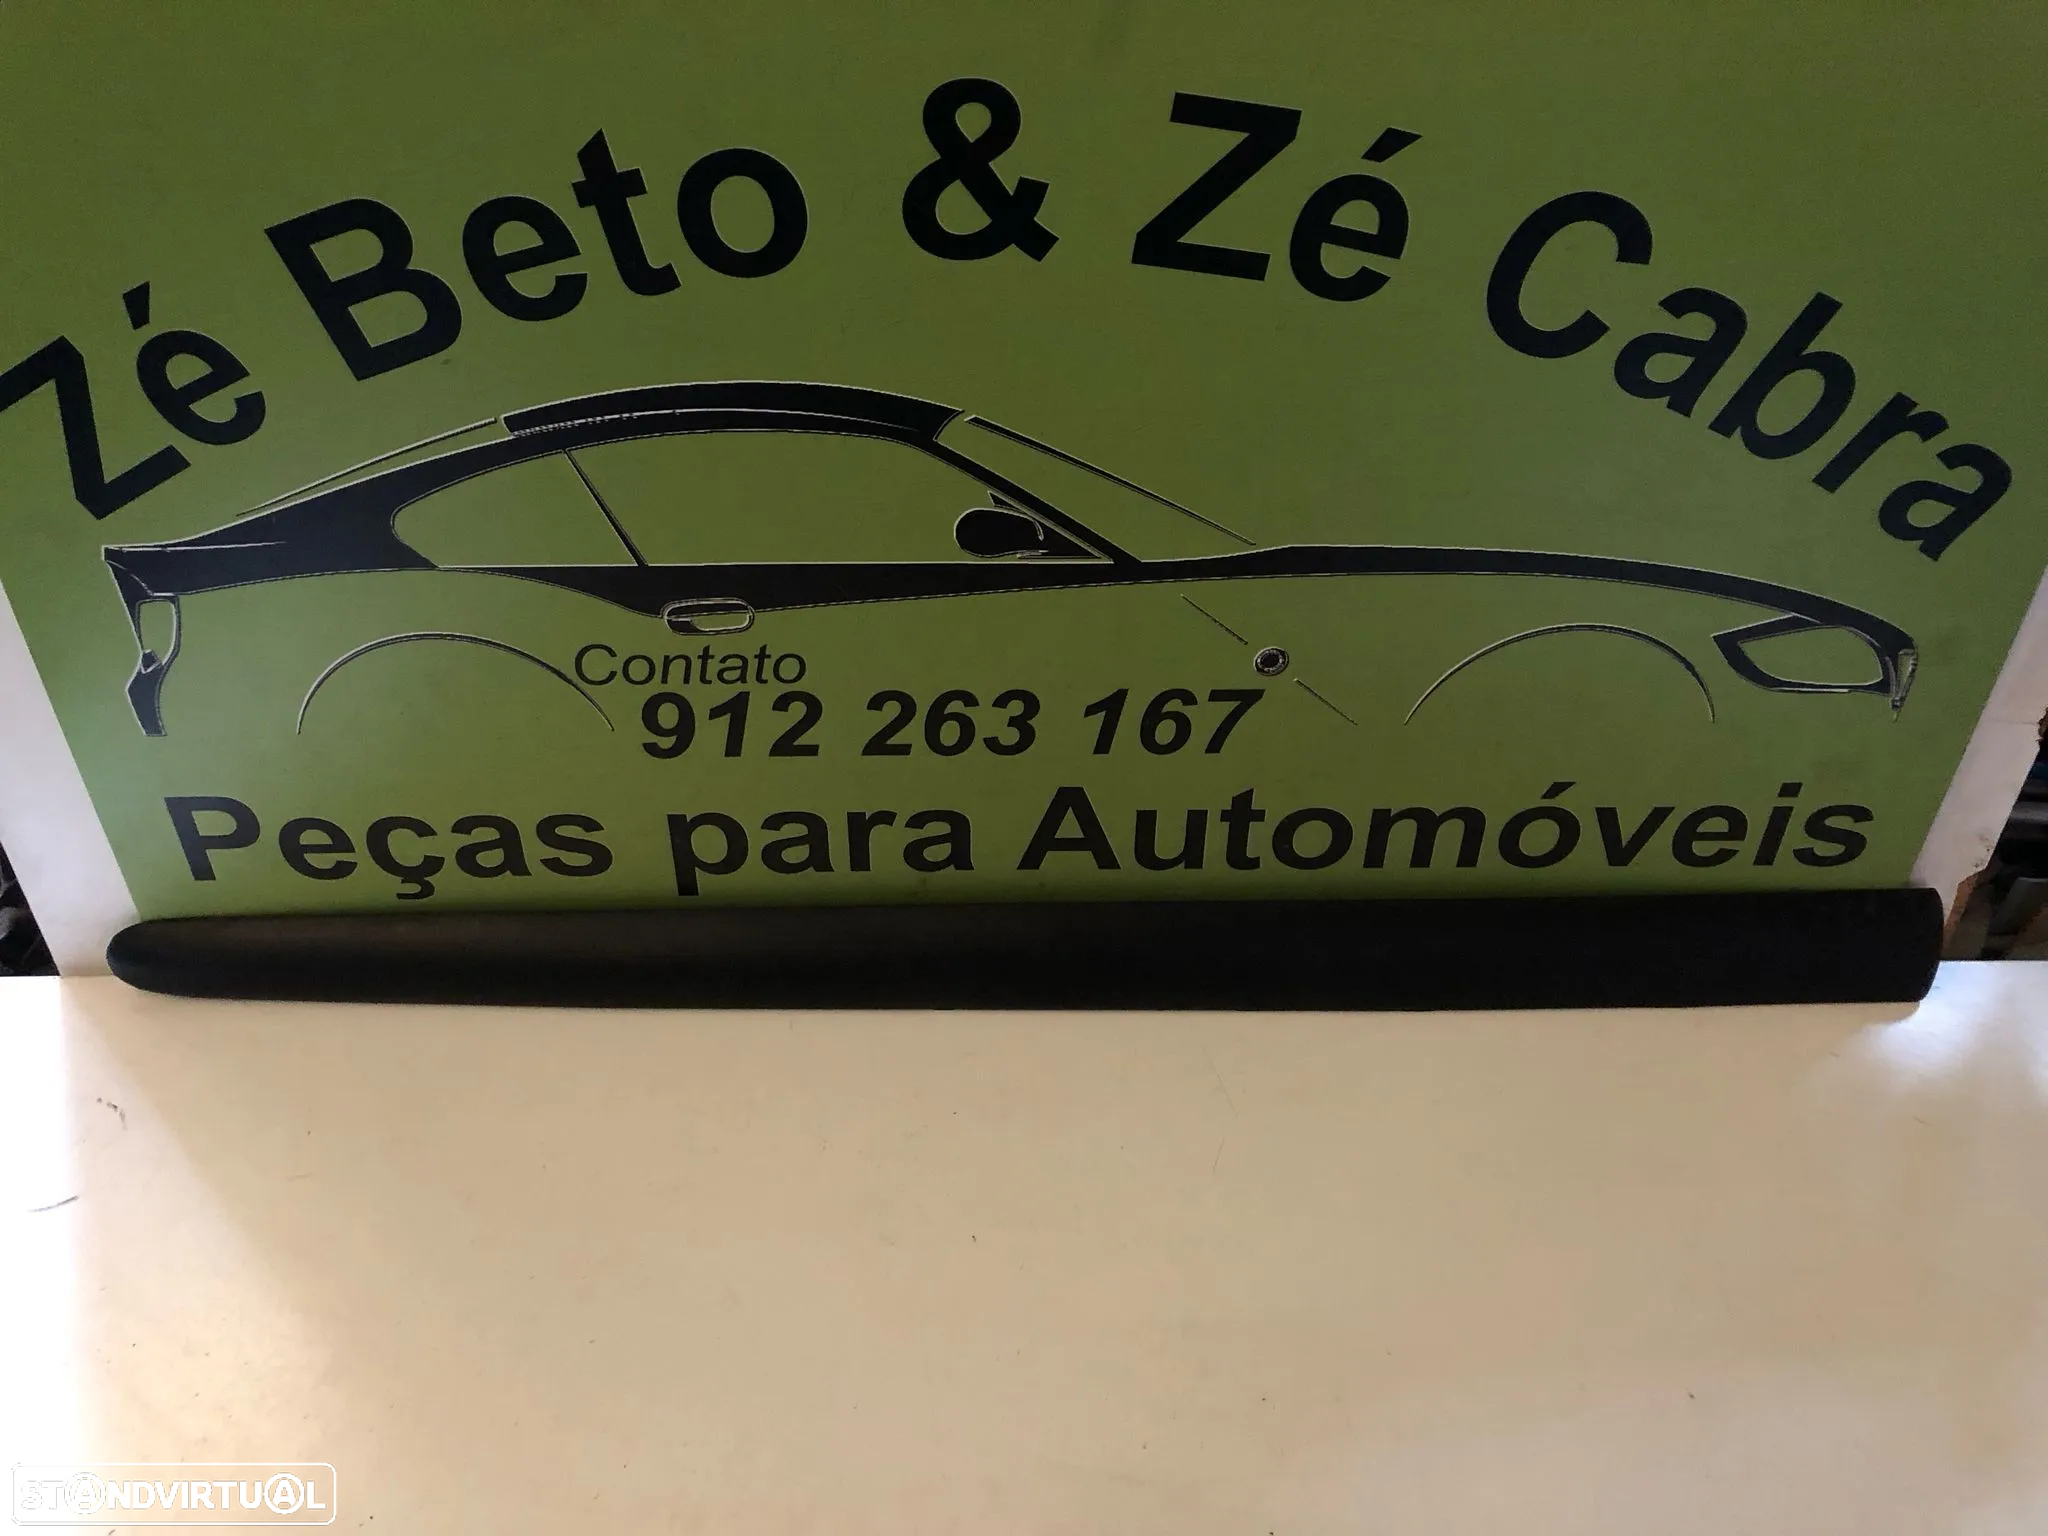 Zé Beto & Zé Cabra
Contato
912 263 167
Peças para Automóveis
STANDVIRTUAL